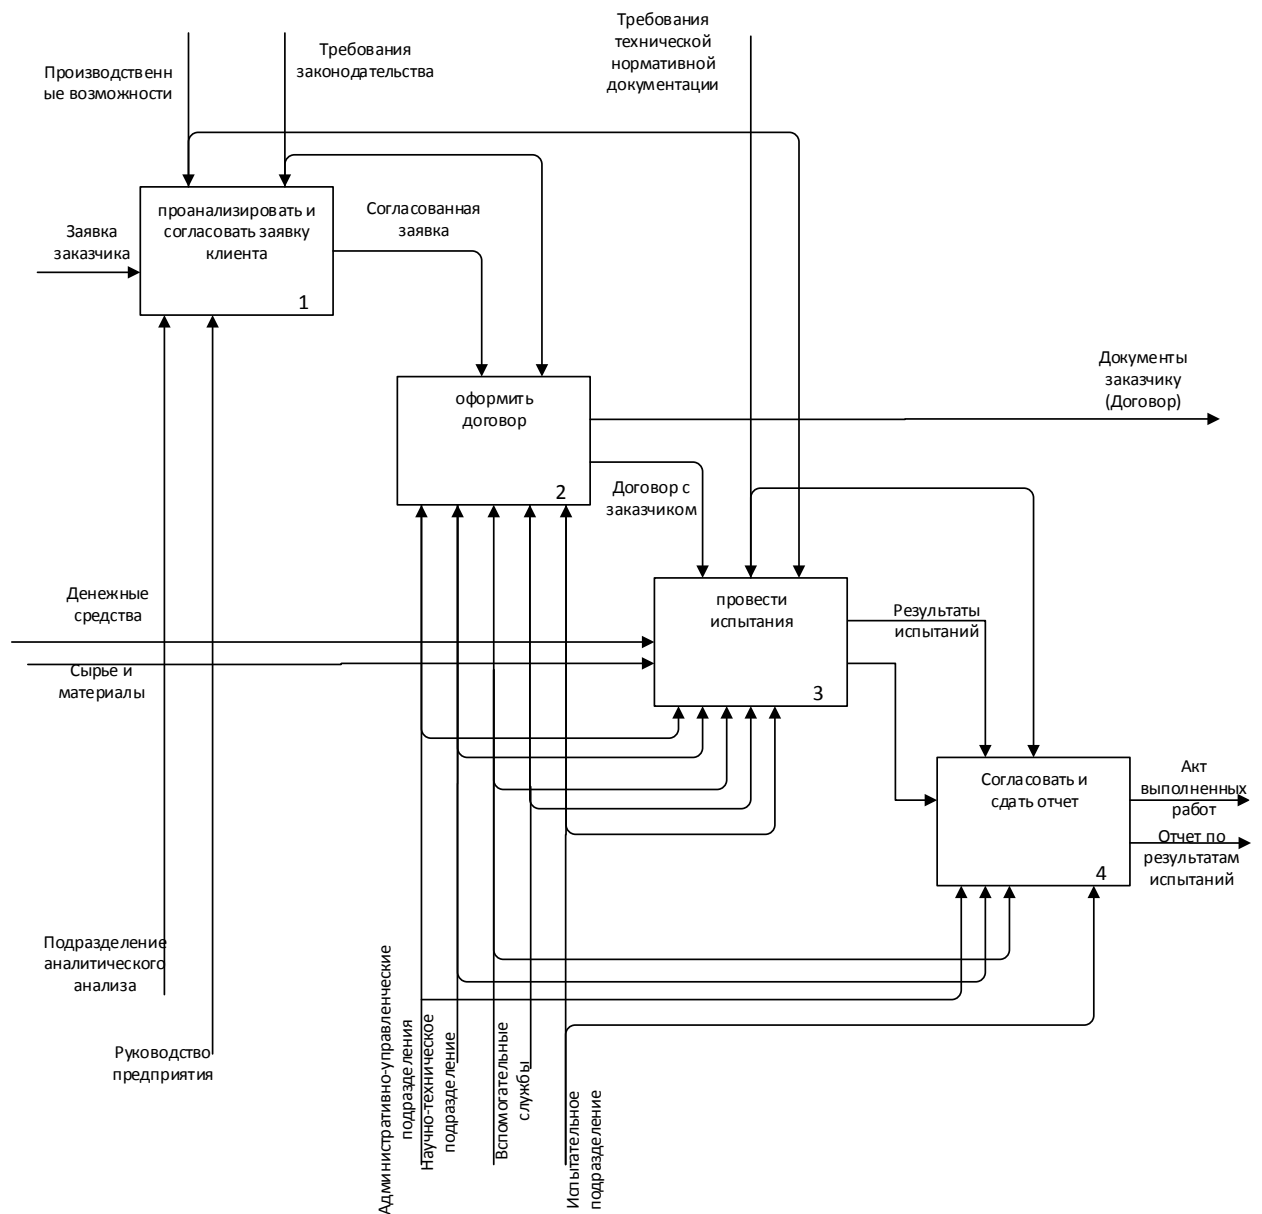 Требования
технической
нормативной
документации
Требования
законодательства
Производственн
ые возможности
проанализировать и
согласовать заявку
клиента
1
Согласованная
заявка
Заявка
заказчика
Документы
заказчику
(Договор)
оформить
договор
2
Договор с
заказчиком
Денежные
средства
Сырье и
материалы
провести
испытания
3
Результаты
испытаний
Согласовать и
сдать отчет
4
Акт
выполненных
работ
Отчет по
результатам
испытаний
Подразделение
аналитического
анализа
Руководство
предприятия
Административно-управленческие
подразделения
Научно-техническое
подразделение
Вспомогательные
службы
Испытательное
подразделение